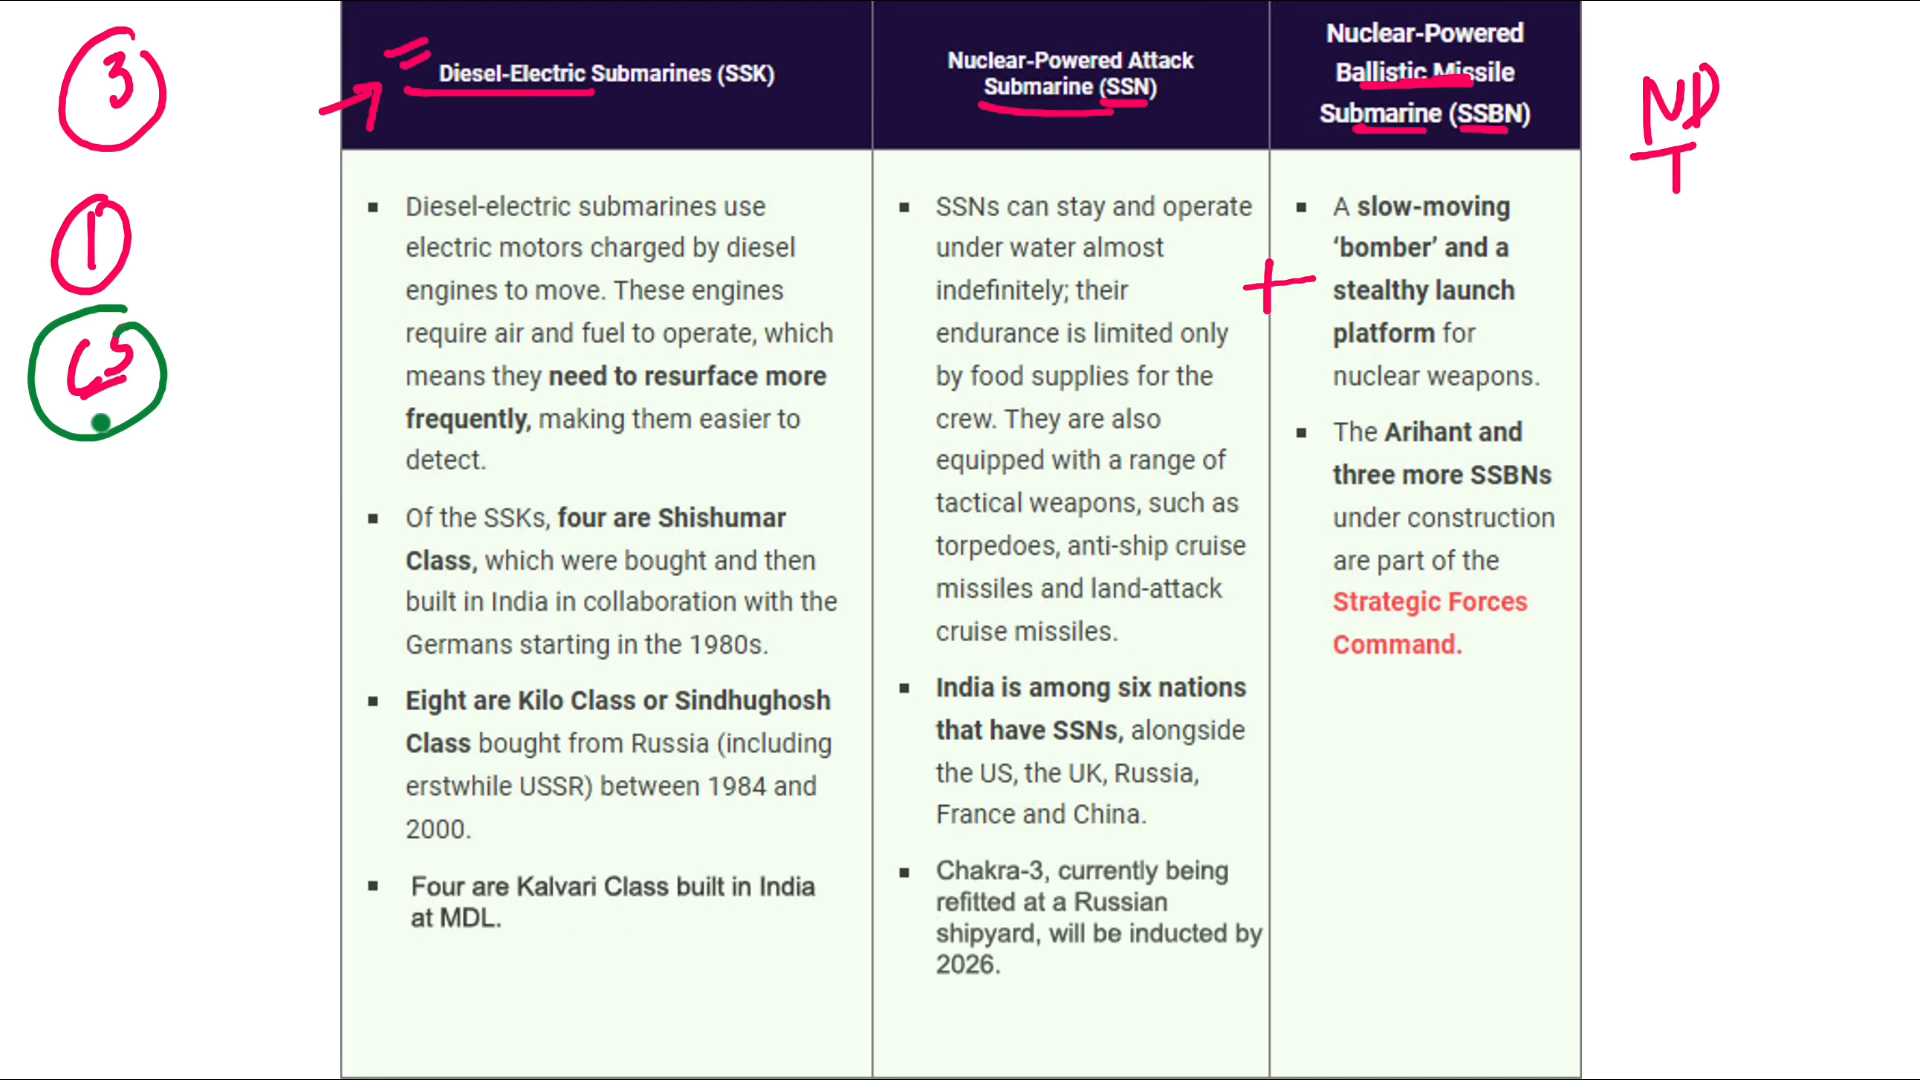 3
1
CS
Diesel-Electric Submarines (SSK)
Diesel-electric submarines use
electric motors charged by diesel
engines to move. These engines
require air and fuel to operate, which
means they need to resurface more
frequently, making them easier to
detect.
Of the SSKs, four are Shishumar
Class, which were bought and then
built in India in collaboration with the
Germans starting in the 1980s.
Eight are Kilo Class or Sindhughosh
Class bought from Russia (including
erstwhile USSR) between 1984 and
2000.
Four are Kalvari Class built in India
at MDL.
Nuclear-Powered Attack
Submarine (SSN)
SSNs can stay and operate
under water almost
indefinitely; their
endurance is limited only
by food supplies for the
crew. They are also
equipped with a range of
tactical weapons, such as
torpedoes, anti-ship cruise
missiles and land-attack
cruise missiles.
India is among six nations
that have SSNs, alongside
the US, the UK, Russia,
France and China.
Chakra-3, currently being
refitted at a Russian
shipyard, will be inducted by
2026.
Nuclear-Powered
Ballistic Missile
Submarine (SSBN)
A slow-moving
‘bomber’ and a
stealthy launch
platform for
nuclear weapons.
The Arihant and
three more SSBNs
under construction
are part of the
Strategic Forces
Command.